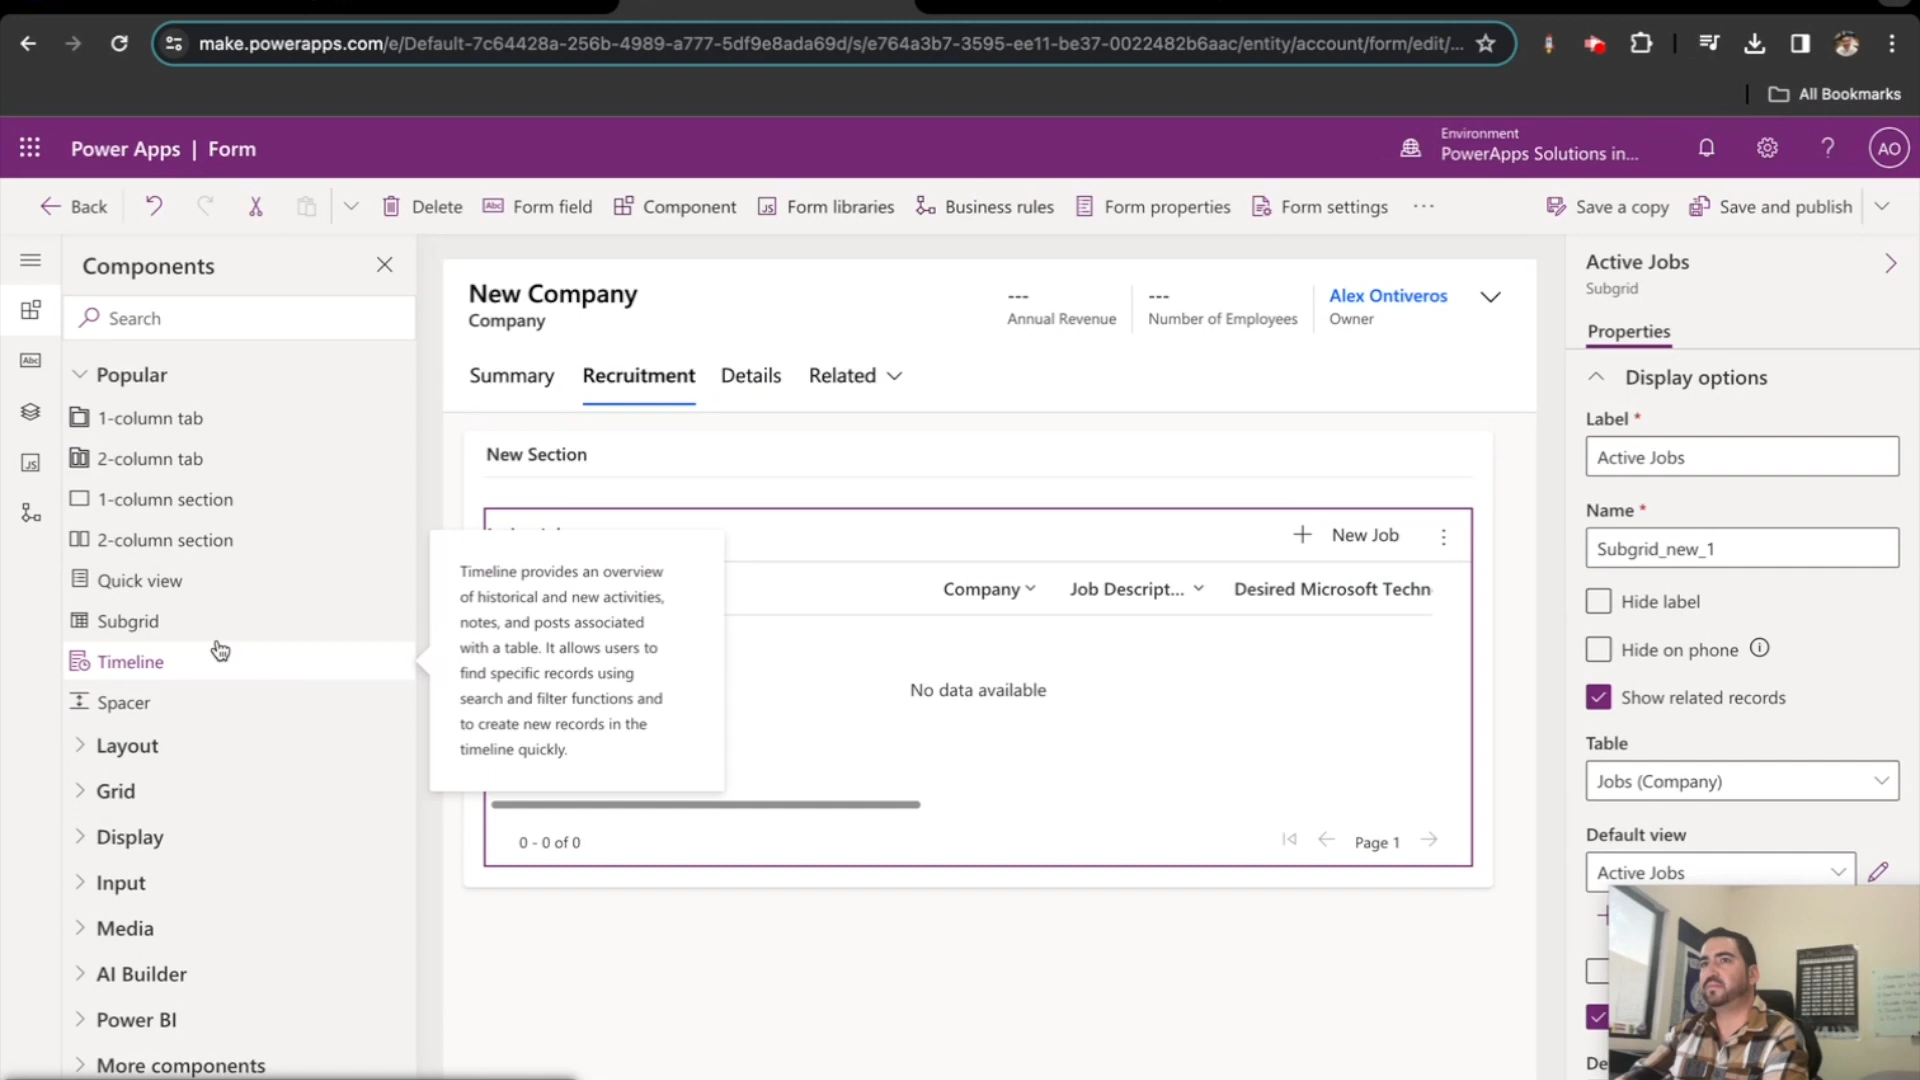 make.powerapps.com/e/Default-7c64428a-256b-4989-a777-5df9e8ada69d/s/e764a3b7-3595-ee11-be37-0022482b6aac/entity/account/form/edit/...
All Bookmarks
Power Apps | Form
Environment
PowerApps Solutions in...
AO
Back
Delete
Form field
Component
Form libraries
Business rules
Form properties
Form settings
Save a copy
Save and publish
Components
Search
Popular
1-column tab
2-column tab
1-column section
2-column section
Quick view
Subgrid
Timeline
Spacer
Layout
Grid
Display
Input
Media
AI Builder
Power BI
More components
New Company
Company
---
Annual Revenue
---
Number of Employees
Alex Ontiveros
Owner
Summary
Recruitment
Details
Related
New Section
New Job
Company
Job Descript...
Desired Microsoft Techn
Timeline provides an overview
of historical and new activities,
notes, and posts associated
with a table. It allows users to
find specific records using
search and filter functions and
to create new records in the
timeline quickly.
No data available
0 - 0 of 0
Page 1
Active Jobs
Subgrid
Properties
Display options
Label *
Active Jobs
Name *
Subgrid_new_1
Hide label
Hide on phone
Show related records
Table
Jobs (Company)
Default view
Active Jobs
De